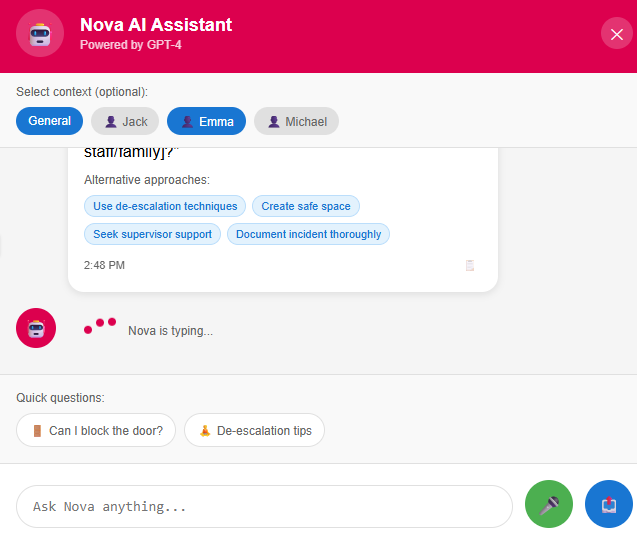 Nova AI Assistant
Powered by GPT-4
Select context (optional):
General Jack Emma Michael
staff/family]?"
Alternative approaches:
Use de-escalation techniques Create safe space
Seek supervisor support Document incident thoroughly
2:48 PM
Nova is typing...
Quick questions:
Can I block the door? De-escalation tips
Ask Nova anything...